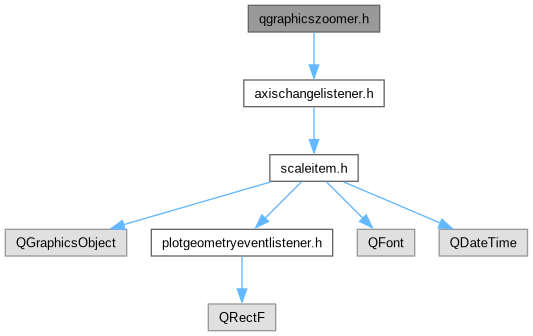 qgraphicszoomer.h
axischangelistener.h
scaleitem.h
QGraphicsObject
plotgeometryeventlistener.h
QFont
QDateTime
QRectF